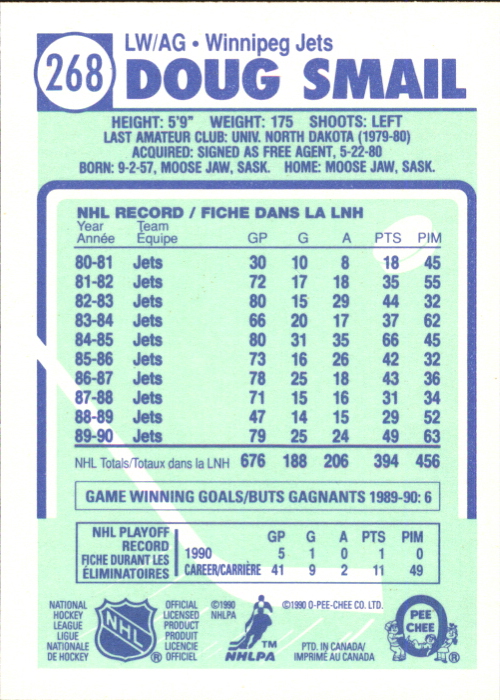 268
LW/AG • Winnipeg Jets
DOUG SMAIL
HEIGHT: 5'9" WEIGHT: 175 SHOOTS: LEFT
LAST AMATEUR CLUB: UNIV. NORTH DAKOTA (1979-80)
ACQUIRED: SIGNED AS FREE AGENT, 5-22-80
BORN: 9-2-57, MOOSE JAW, SASK. HOME: MOOSE JAW, SASK.
NHL RECORD / FICHE DANS LA LNH
Year Team
Année Équipe GP G A PTS PIM
80-81 Jets 30 10 8 18 45
81-82 Jets 72 17 18 35 55
82-83 Jets 80 15 29 44 32
83-84 Jets 66 20 17 37 62
84-85 Jets 80 31 35 66 45
85-86 Jets 73 16 26 42 32
86-87 Jets 78 25 18 43 36
87-88 Jets 71 15 16 31 34
88-89 Jets 47 14 15 29 52
89-90 Jets 79 25 24 49 63
NHL Totals/Totaux dans la LNH 676 188 206 394 456
GAME WINNING GOALS/BUTS GAGNANTS 1989-90: 6
NHL PLAYOFF
RECORD
FICHE DURANT LES
ÉLIMINATOIRES
GP G A PTS PIM
1990 5 1 0 1 0
CAREER/CARRIÈRE 41 9 2 11 49
NATIONAL
HOCKEY
LEAGUE
LIGUE
NATIONALE
DE HOCKEY
NHL
®
OFFICIAL
LICENSED
PRODUCT
PRODUIT
LICENCIE
OFFICIEL
©1990
NHLPA
TM
NHLPA
©1990 O-PEE-CHEE CO. LTD.
PTD. IN CANADA/
IMPRIMÉ AU CANADA
PEE
CHEE
®